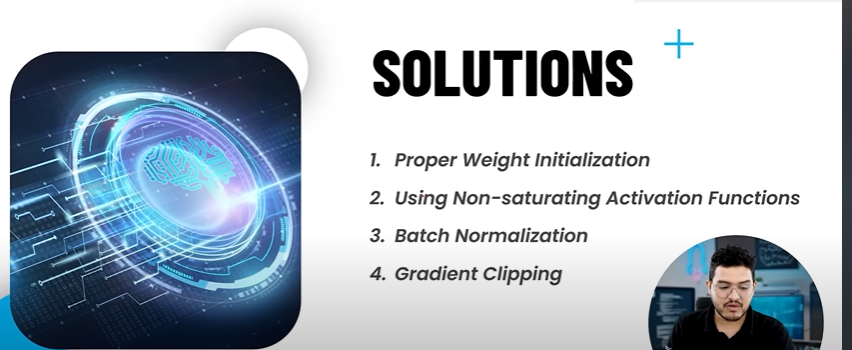 SOLUTIONS
1. Proper Weight Initialization
2. Using Non-saturating Activation Functions
3. Batch Normalization
4. Gradient Clipping